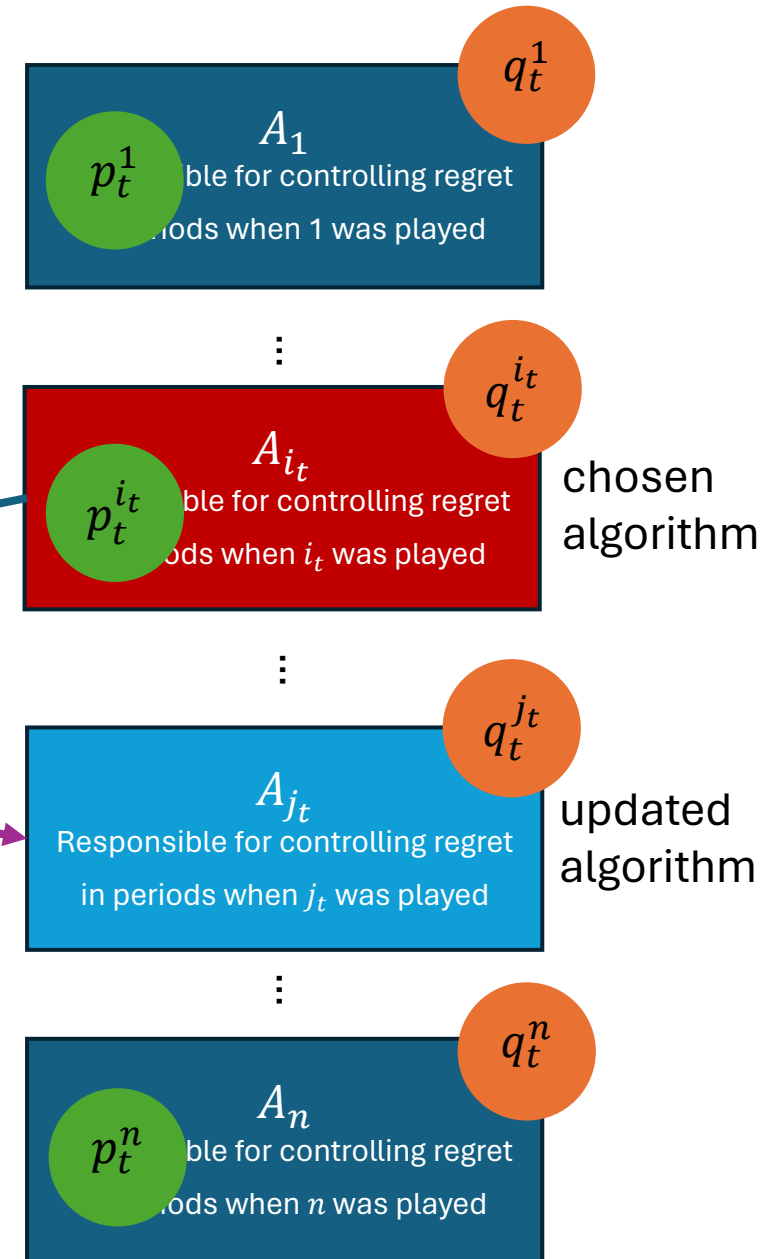 q_t^1
A_1
p_t^1
ble for controlling regret
ods when 1 was played
⋮
q_t^{i_t}
A_{i_t}
p_t^{i_t}
ble for controlling regret
ods when i_t was played
chosen
algorithm
⋮
q_t^{j_t}
A_{j_t}
Responsible for controlling regret
in periods when j_t was played
updated
algorithm
⋮
q_t^n
A_n
p_t^n
ble for controlling regret
ods when n was played